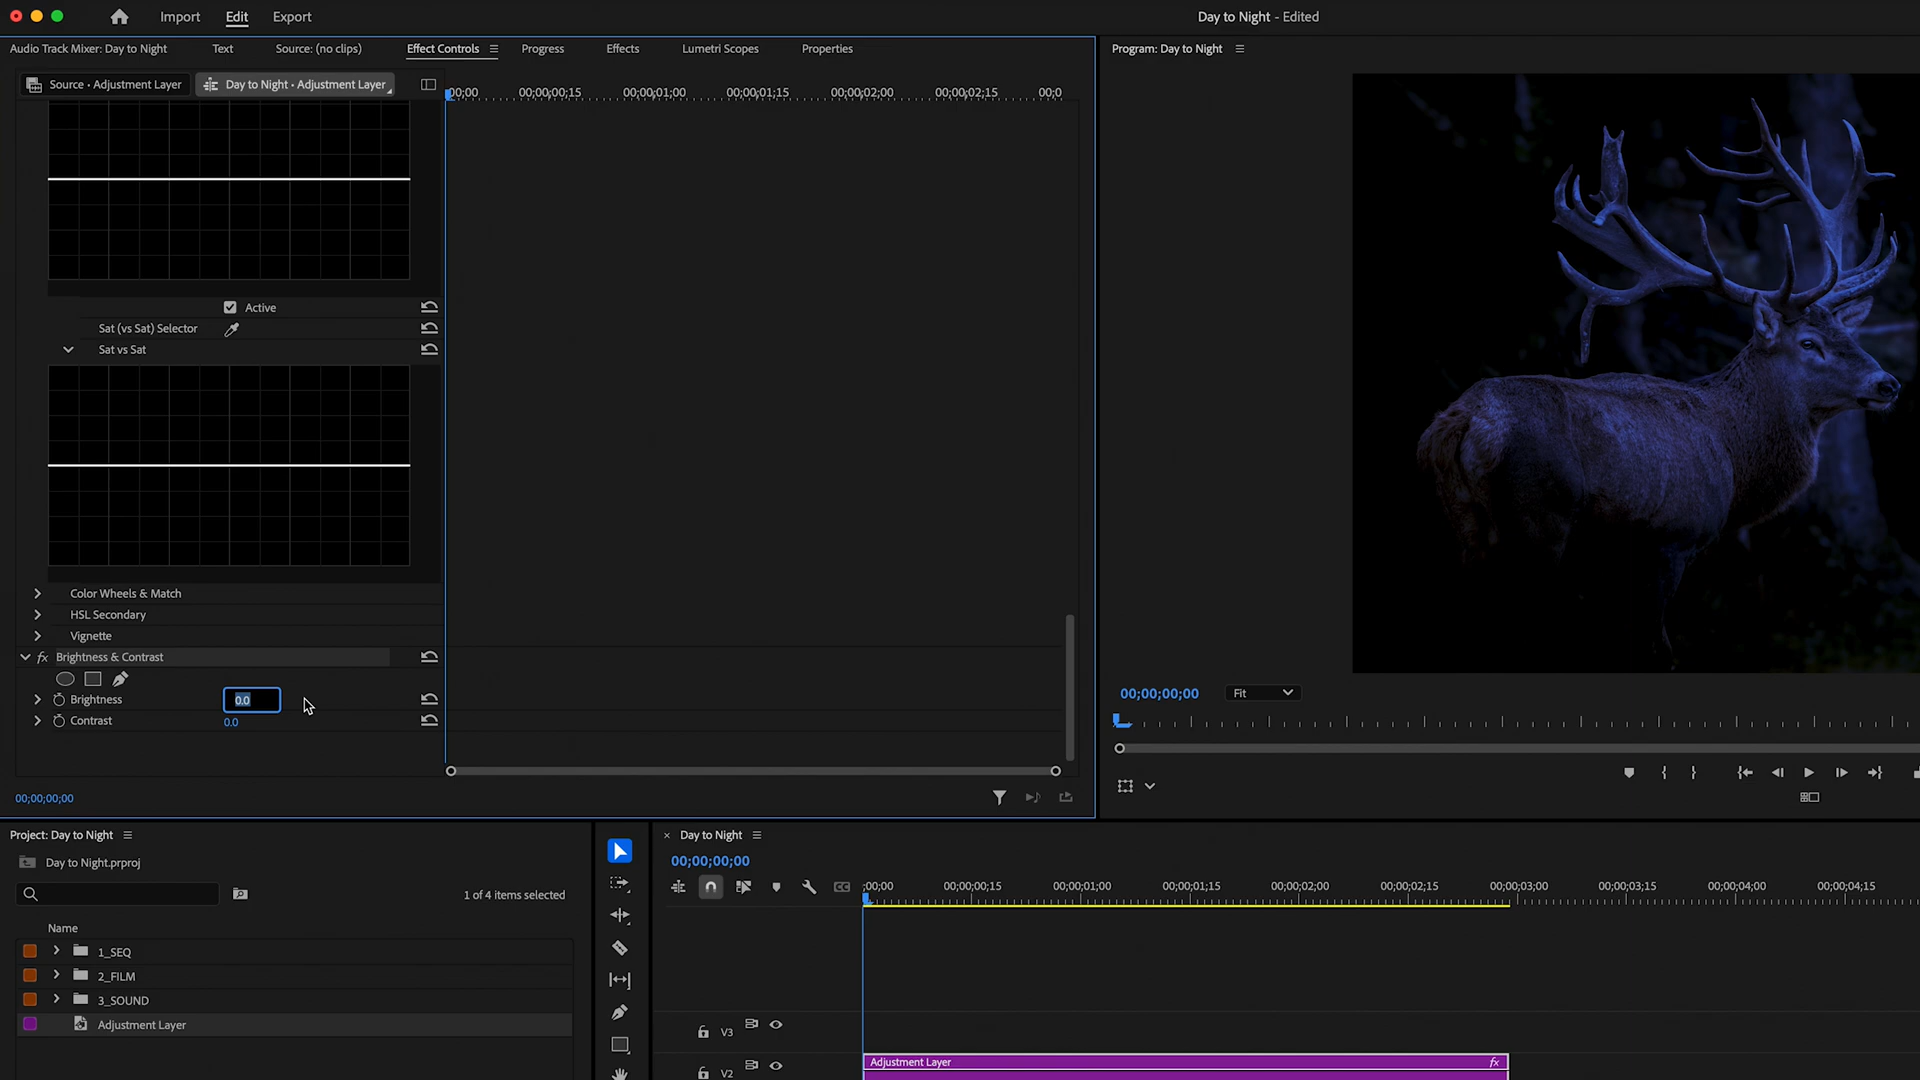 Import Edit Export
Day to Night - Edited
Audio Track Mixer: Day to Night Text Source: (no clips) Effect Controls Progress Effects Lumetri Scopes Properties
Program: Day to Night
Source • Adjustment Layer Day to Night • Adjustment Layer
00;00 00;00;00;15 00;00;01;00 00;00;01;15 00;00;02;00 00;00;02;15 00;0
Active
Sat (vs Sat) Selector
Sat vs Sat
Color Wheels & Match
HSL Secondary
Vignette
fx Brightness & Contrast
Brightness 0.0
Contrast 0.0
00;00;00;00
00;00;00;00 Fit
Project: Day to Night
Day to Night.prproj
1 of 4 items selected
Name
1_SEQ
2_FILM
3_SOUND
Adjustment Layer
× Day to Night
00;00;00;00
CC
;00;00 00;00;00;15 00;00;01;00 00;00;01;15 00;00;02;00 00;00;02;15 00;00;03;00 00;00;03;15 00;00;04;00 00;00;04;15
V3
V2
Adjustment Layer fx